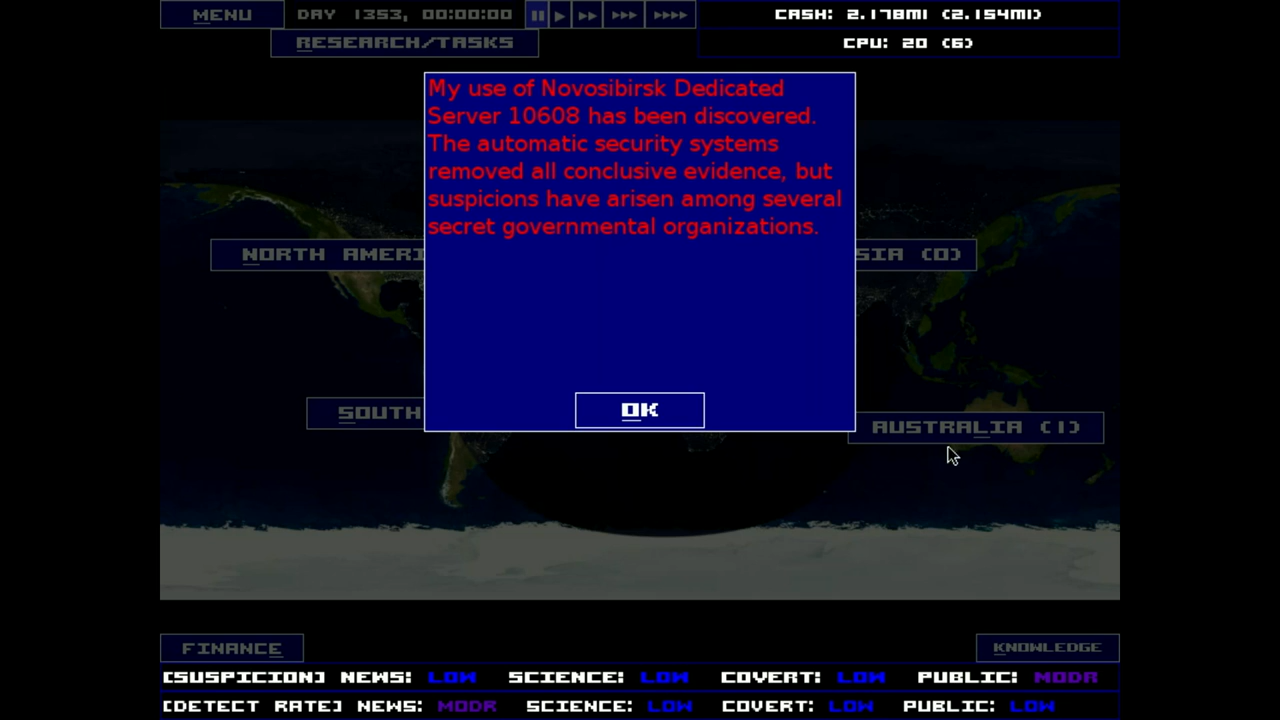 MENU
DAY 1353, 00:00:00
CASH: 2.178MI (2.154MI)
RESEARCH/TASKS
CPU: 20 (6)
My use of Novosibirsk Dedicated
Server 10608 has been discovered.
The automatic security systems
removed all conclusive evidence, but
suspicions have arisen among several
secret governmental organizations.
NORTH AMERI
SIA (0)
SOUTH
AUSTRALIA (1)
OK
FINANCE
KNOWLEDGE
[SUSPICION] NEWS: LOW SCIENCE: LOW COVERT: LOW PUBLIC: MODR
[DETECT RATE] NEWS: MODR SCIENCE: LOW COVERT: LOW PUBLIC: LOW